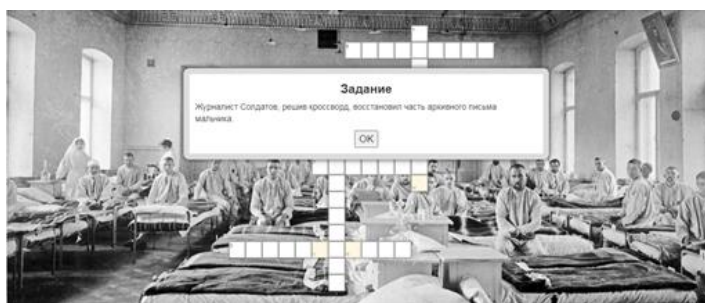 Задание
Журналист Солдатов, решив кроссворд, восстановил часть архивного письма
мальчика.
OK